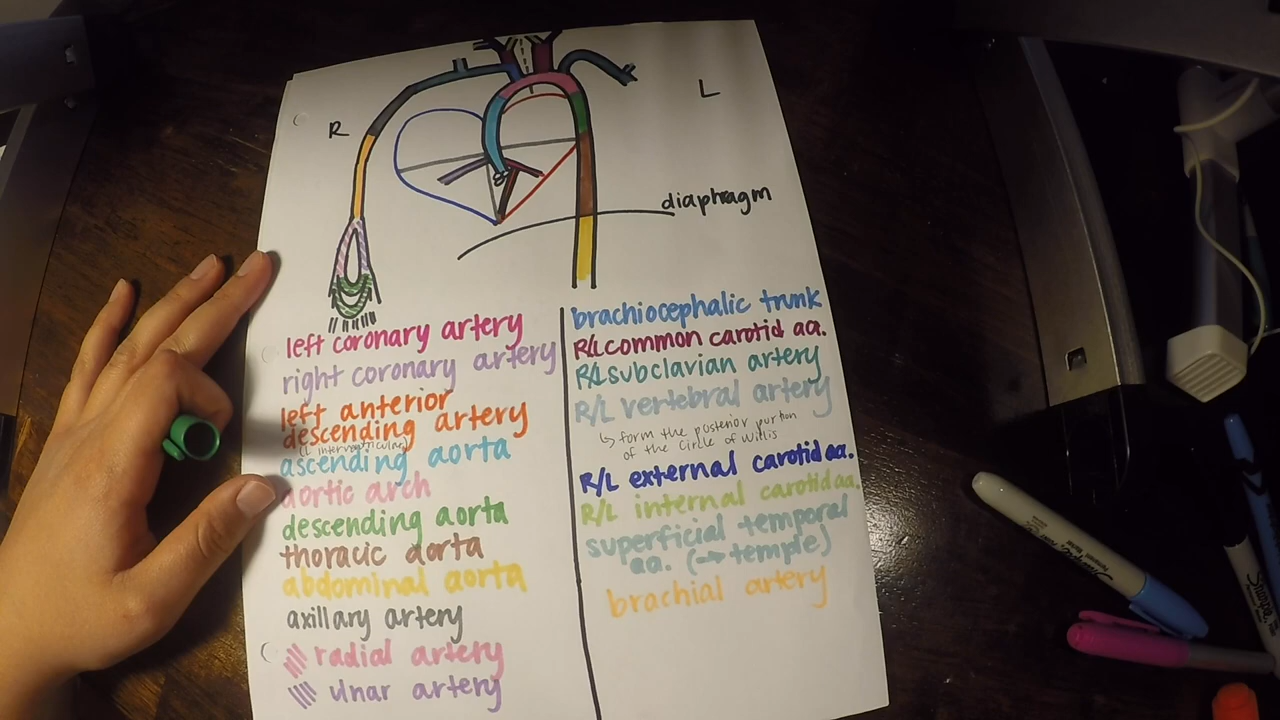 R
L
diaphragm
left coronary artery
right coronary artery
left anterior
descending artery
ascending aorta
aortic arch
descending aorta
thoracic aorta
abdominal aorta
axillary artery
radial artery
ulnar artery
brachiocephalic trunk
R/L common carotid aa.
R/L subclavian artery
R/L vertebral artery
↳ form the posterior portion
of the Circle of Willis
R/L external carotid aa.
R/L internal carotid aa.
superficial temporal
aa. (→ temple)
brachial artery